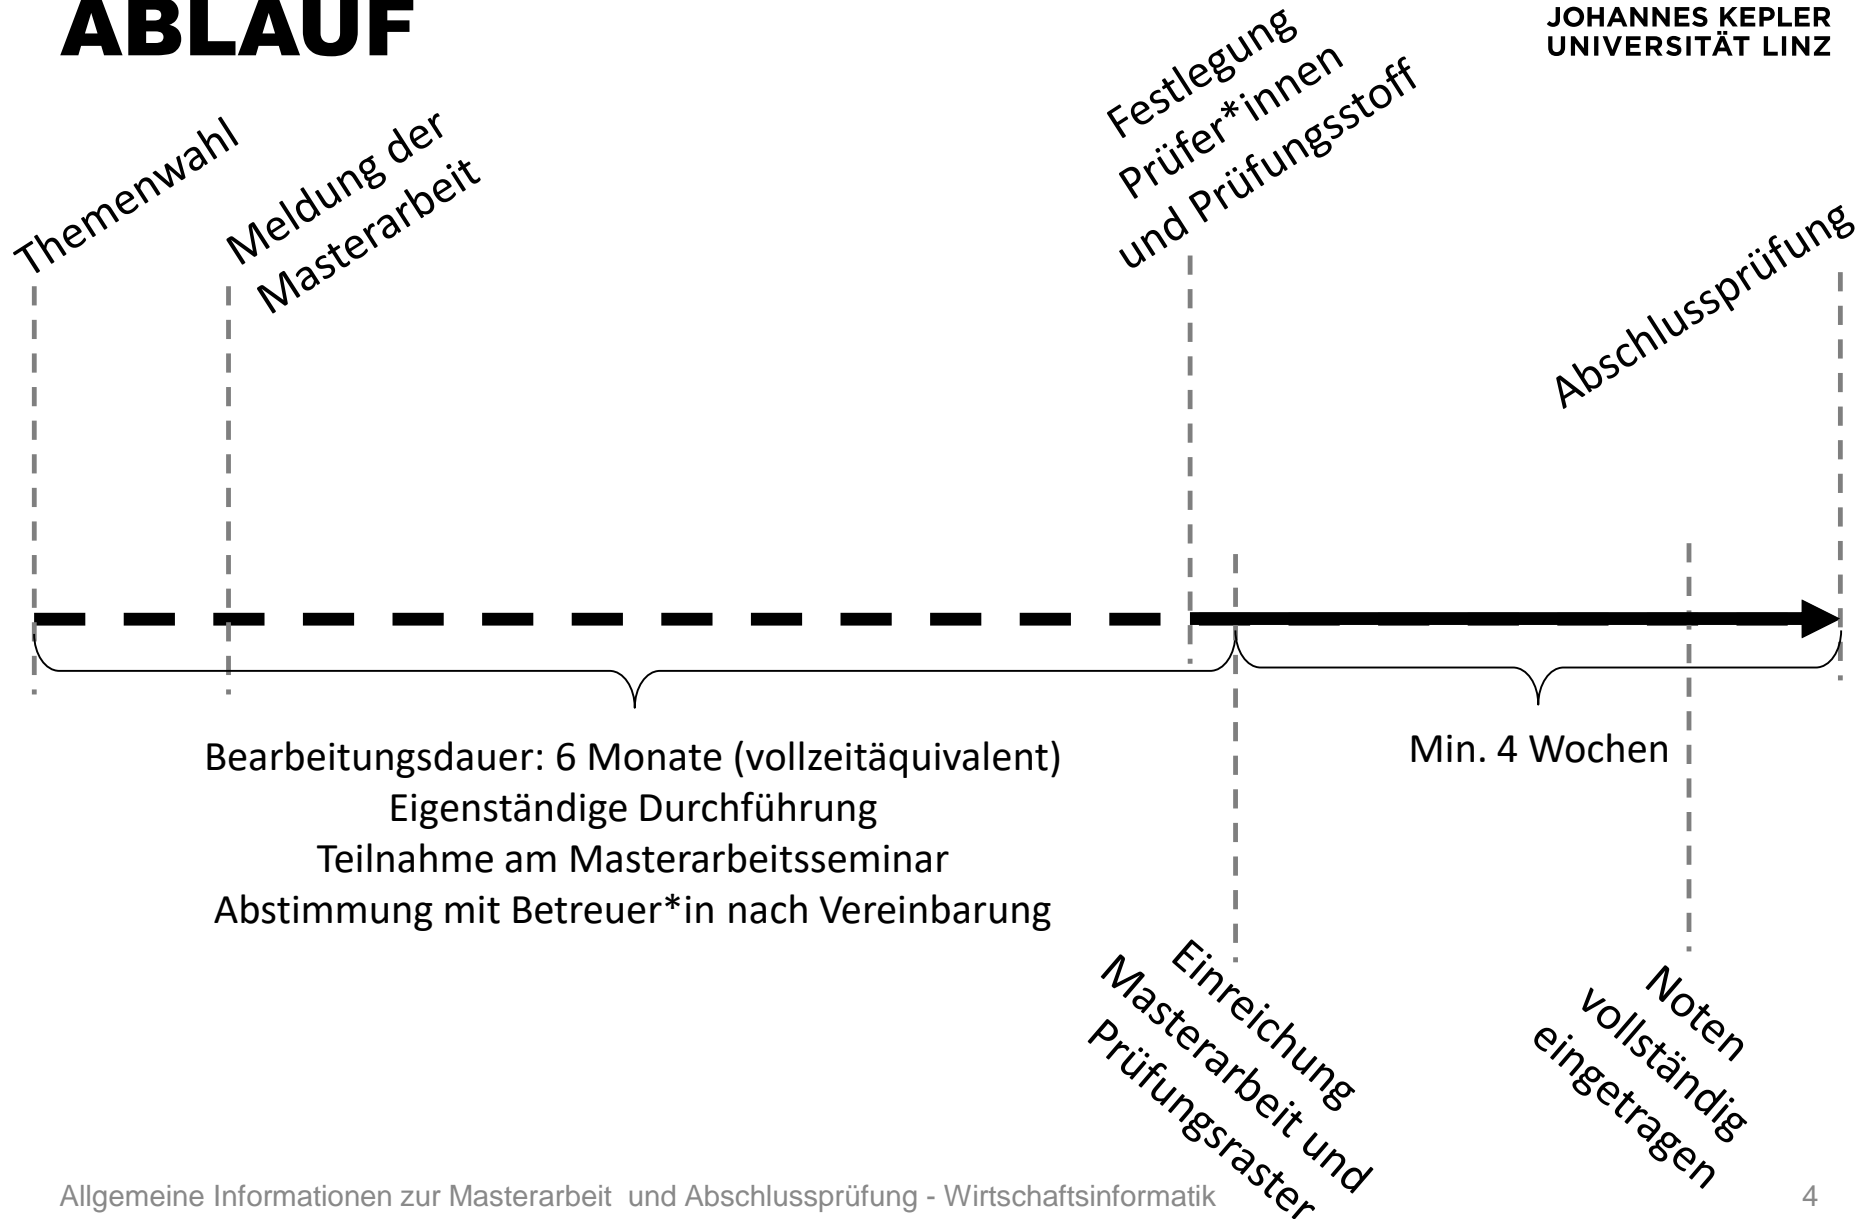 ABLAUF
JOHANNES KEPLER
UNIVERSITÄT LINZ
Themenwahl
Meldung der
Masterarbeit
Festlegung
Prüfer*innen
und Prüfungsstoff
Abschlussprüfung
Bearbeitungsdauer: 6 Monate (vollzeitäquivalent)
Eigenständige Durchführung
Teilnahme am Masterarbeitsseminar
Abstimmung mit Betreuer*in nach Vereinbarung
Min. 4 Wochen
Einreichung
Masterarbeit und
Prüfungsraster
Noten
vollständig
eingetragen
Allgemeine Informationen zur Masterarbeit  und Abschlussprüfung - Wirtschaftsinformatik
4